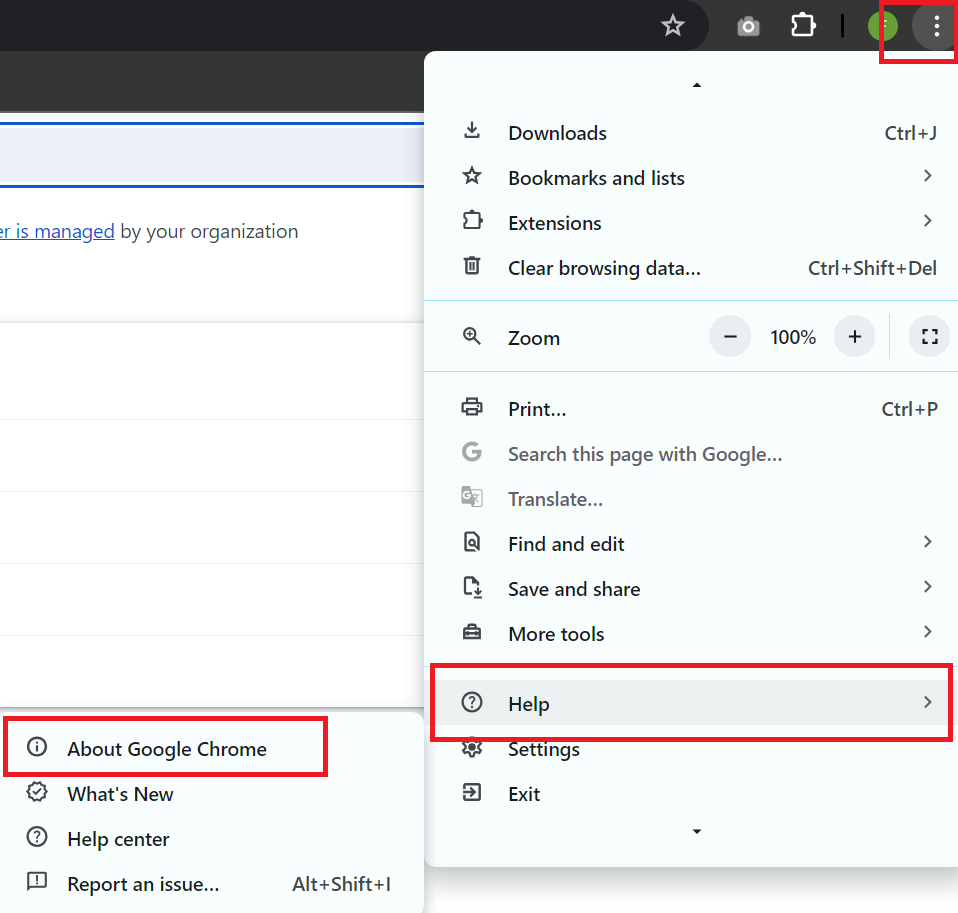 F
Downloads Ctrl+J
Bookmarks and lists
Extensions
Clear browsing data... Ctrl+Shift+Del
er is managed by your organization
Zoom − 100% +
Print... Ctrl+P
Search this page with Google...
Translate...
Find and edit
Save and share
More tools
Help
Settings
Exit
About Google Chrome
What's New
Help center
Report an issue... Alt+Shift+I